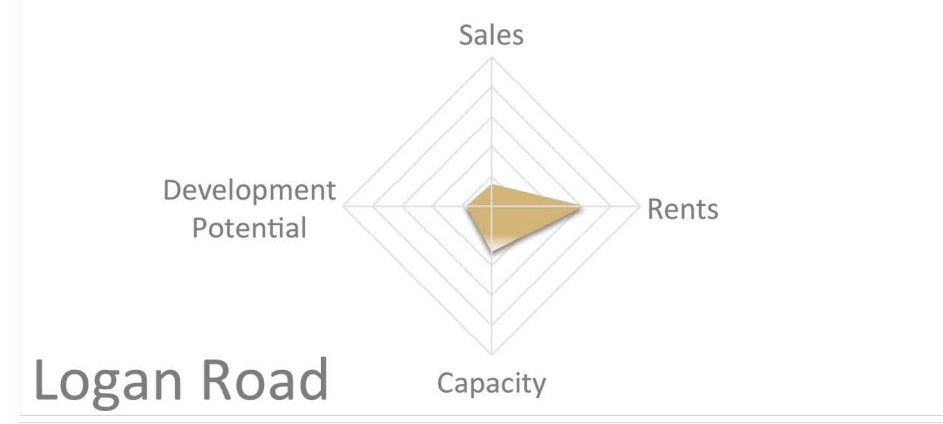 Sales
Development
Potential
Rents
Logan Road
Capacity